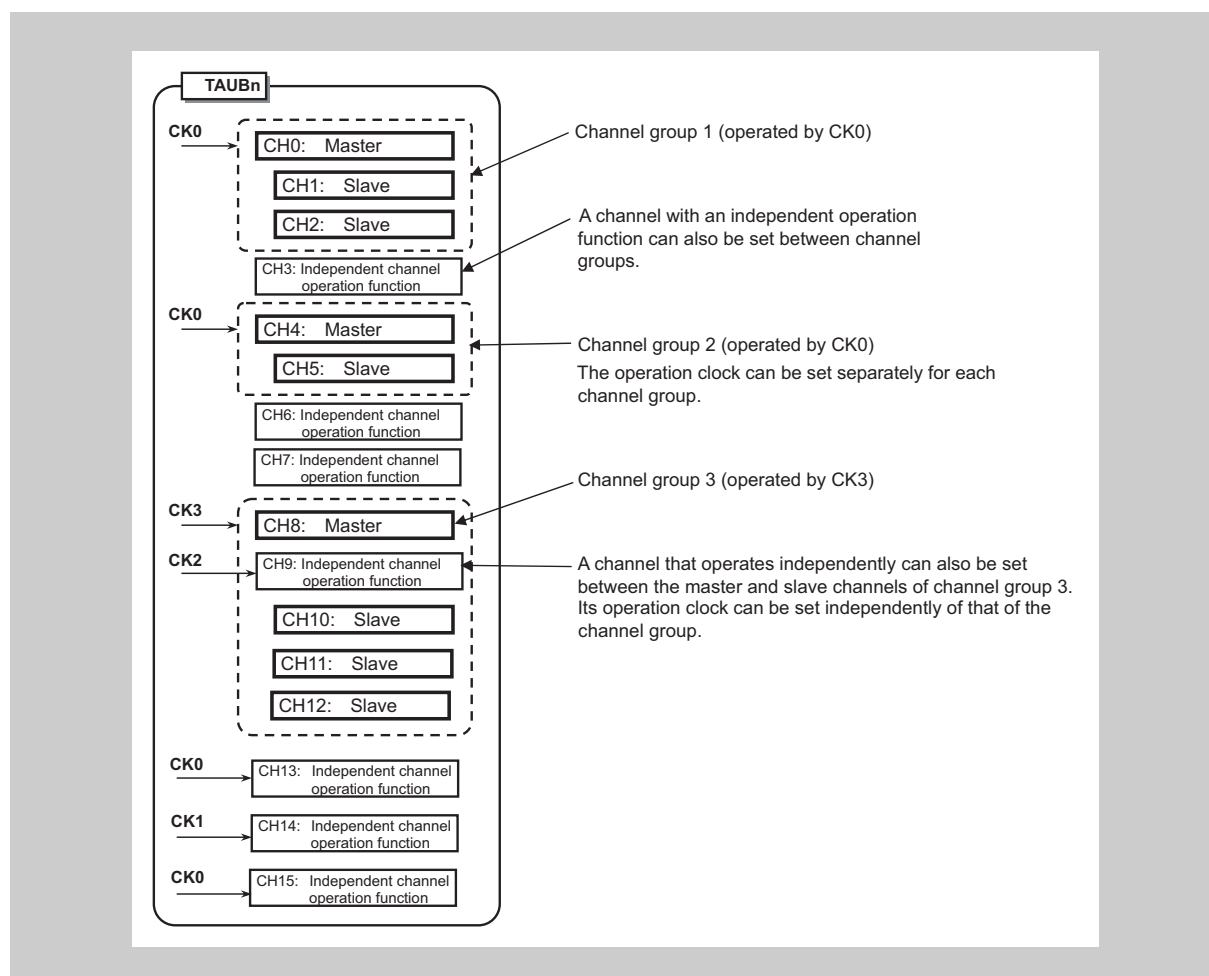 TAUBn
CK0
CH0: Master
Channel group 1 (operated by CK0)
CH1: Slave
CH2: Slave
A channel with an independent operation
function can also be set between channel
groups.
CH3: Independent channel
operation function
CK0
CH4: Master
CH5: Slave
Channel group 2 (operated by CK0)
The operation clock can be set separately for each
channel group.
CH6: Independent channel
operation function
CH7: Independent channel
operation function
Channel group 3 (operated by CK3)
CK3
CH8: Master
CK2
CH9: Independent channel
operation function
A channel that operates independently can also be set
between the master and slave channels of channel group 3.
Its operation clock can be set independently of that of the
channel group.
CH10: Slave
CH11: Slave
CH12: Slave
CK0
CH13: Independent channel
operation function
CK1
CH14: Independent channel
operation function
CK0
CH15: Independent channel
operation function